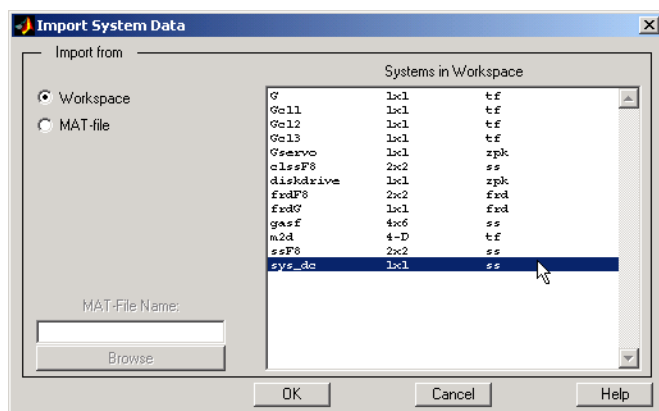 Import System Data
Import from
Systems in Workspace
Workspace
MAT-file
G 1x1 tf
Gcl1 1x1 tf
Gcl2 1x1 tf
Gcl3 1x1 tf
Gservo 1x1 zpk
clssF8 2x2 ss
diskdrive 1x1 zpk
frdF8 2x2 frd
frdG 1x1 frd
gasf 4x6 ss
m2d 4-D tf
ssF8 2x2 ss
sys_dc 1x1 ss
MAT-File Name:
Browse
OK Cancel Help